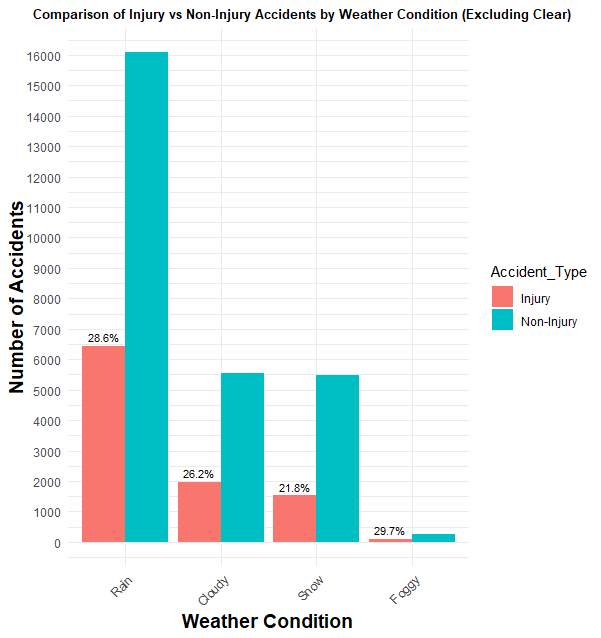 Comparison of Injury vs Non-Injury Accidents by Weather Condition (Excluding Clear)
Number of Accidents
16000
15000
14000
13000
12000
11000
10000
9000
8000
7000
6000
5000
4000
3000
2000
1000
0
28.6%
26.2%
21.8%
29.7%
Rain
Cloudy
Snow
Foggy
Weather Condition
Accident_Type
Injury
Non-Injury